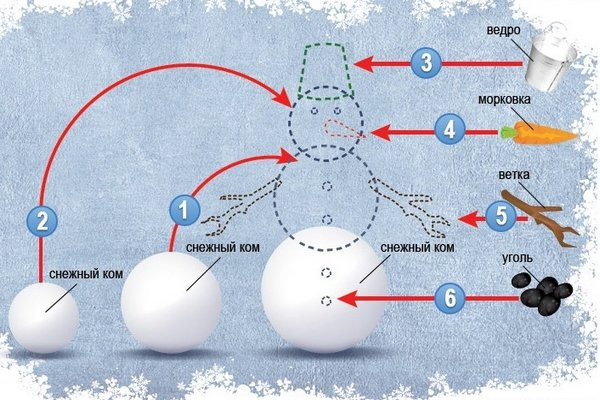 ведро
3
морковка
4
ветка
2
1
5
снежный ком
снежный ком
снежный ком
уголь
6